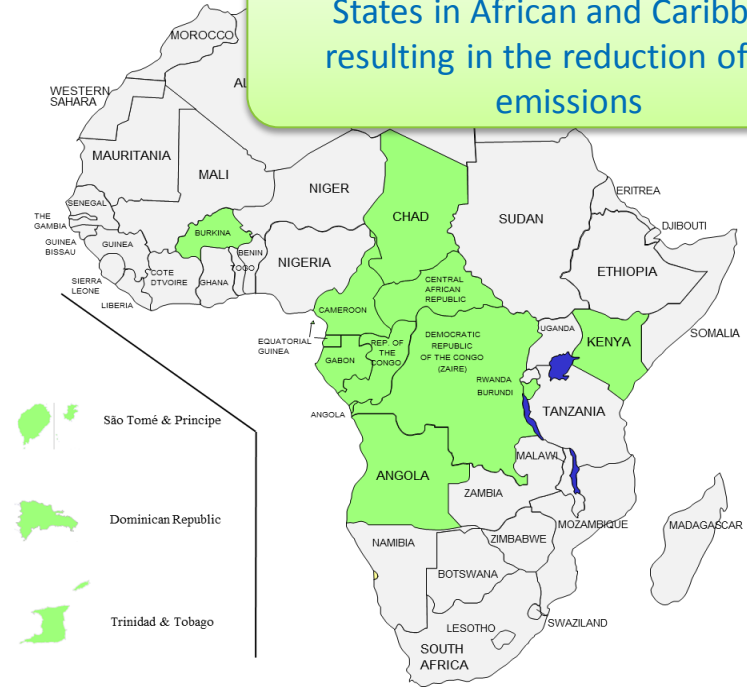 States in African and Caribb
resulting in the reduction of
emissions
MOROCCO
WESTERN
SAHARA
AL
MAURITANIA
MALI
NIGER
CHAD
SUDAN
ERITREA
DJIBOUTI
SENEGAL
THE
GAMBIA
GUINEA
BISSAU
GUINEA
SIERRA
LEONE
LIBERIA
COTE
DTVOIRE
BURKINA
GHANA
TOGO
BENIN
NIGERIA
ETHIOPIA
SOMALIA
CENTRAL
AFRICAN
REPUBLIC
CAMEROON
EQUATORIAL
GUINEA
GABON
REP. OF
THE
CONGO
DEMOCRATIC
REPUBLIC
OF THE CONGO
(ZAIRE)
UGANDA
KENYA
RWANDA
BURUNDI
TANZANIA
ANGOLA
ANGOLA
MALAWI
ZAMBIA
MOZAMBIQUE
MADAGASCAR
NAMIBIA
ZIMBABWE
BOTSWANA
SWAZILAND
LESOTHO
SOUTH
AFRICA
São Tomé & Principe
Dominican Republic
Trinidad & Tobago